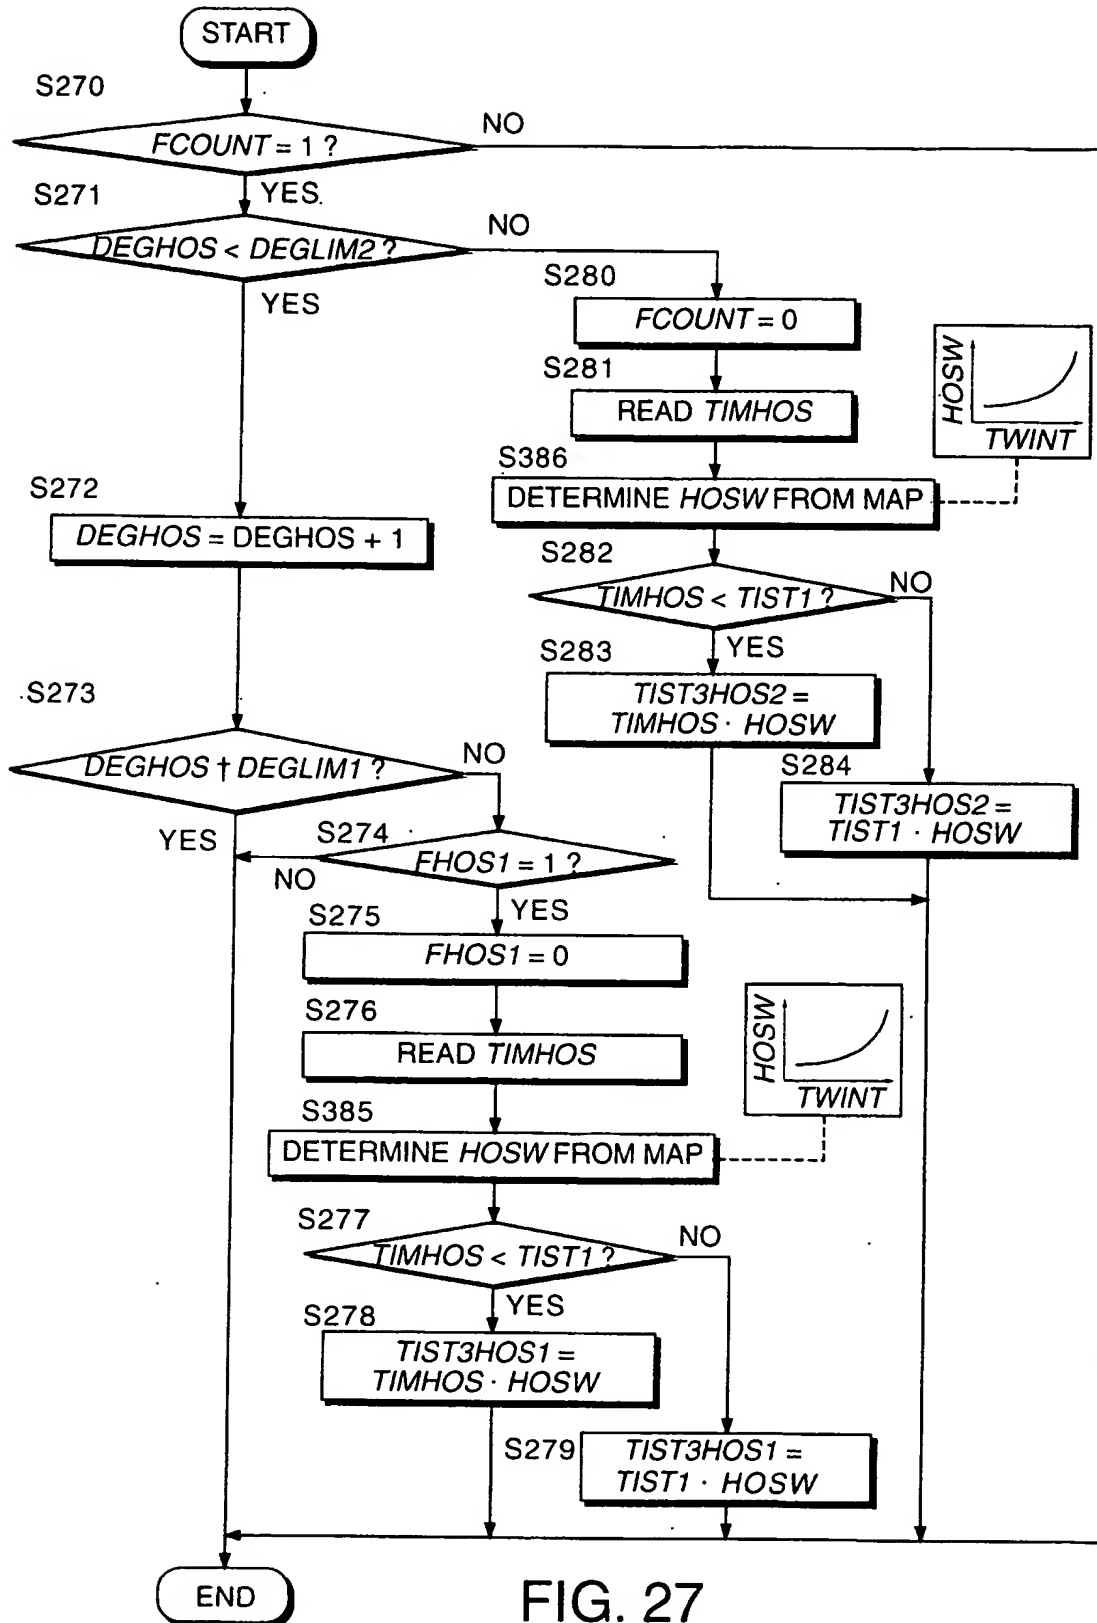 START
S270
FCOUNT = 1 ?
NO
YES.
S271
DEGHOS < DEGLIM2 ?
NO
YES
S280
FCOUNT = 0
S281
READ TIMHOS
HOSW
TWINT
S386
DETERMINE HOSW FROM MAP
S272
DEGHOS = DEGHOS + 1
S282
TIMHOS < TIST1 ?
NO
YES
S283
TIST3HOS2 =
TIMHOS · HOSW
S273
DEGHOS † DEGLIM1 ?
NO
YES
S284
TIST3HOS2 =
TIST1 · HOSW
S274
FHOS1 = 1 ?
NO
YES
S275
FHOS1 = 0
S276
READ TIMHOS
HOSW
TWINT
S385
DETERMINE HOSW FROM MAP
S277
TIMHOS < TIST1 ?
NO
YES
S278
TIST3HOS1 =
TIMHOS · HOSW
S279
TIST3HOS1 =
TIST1 · HOSW
END
FIG. 27